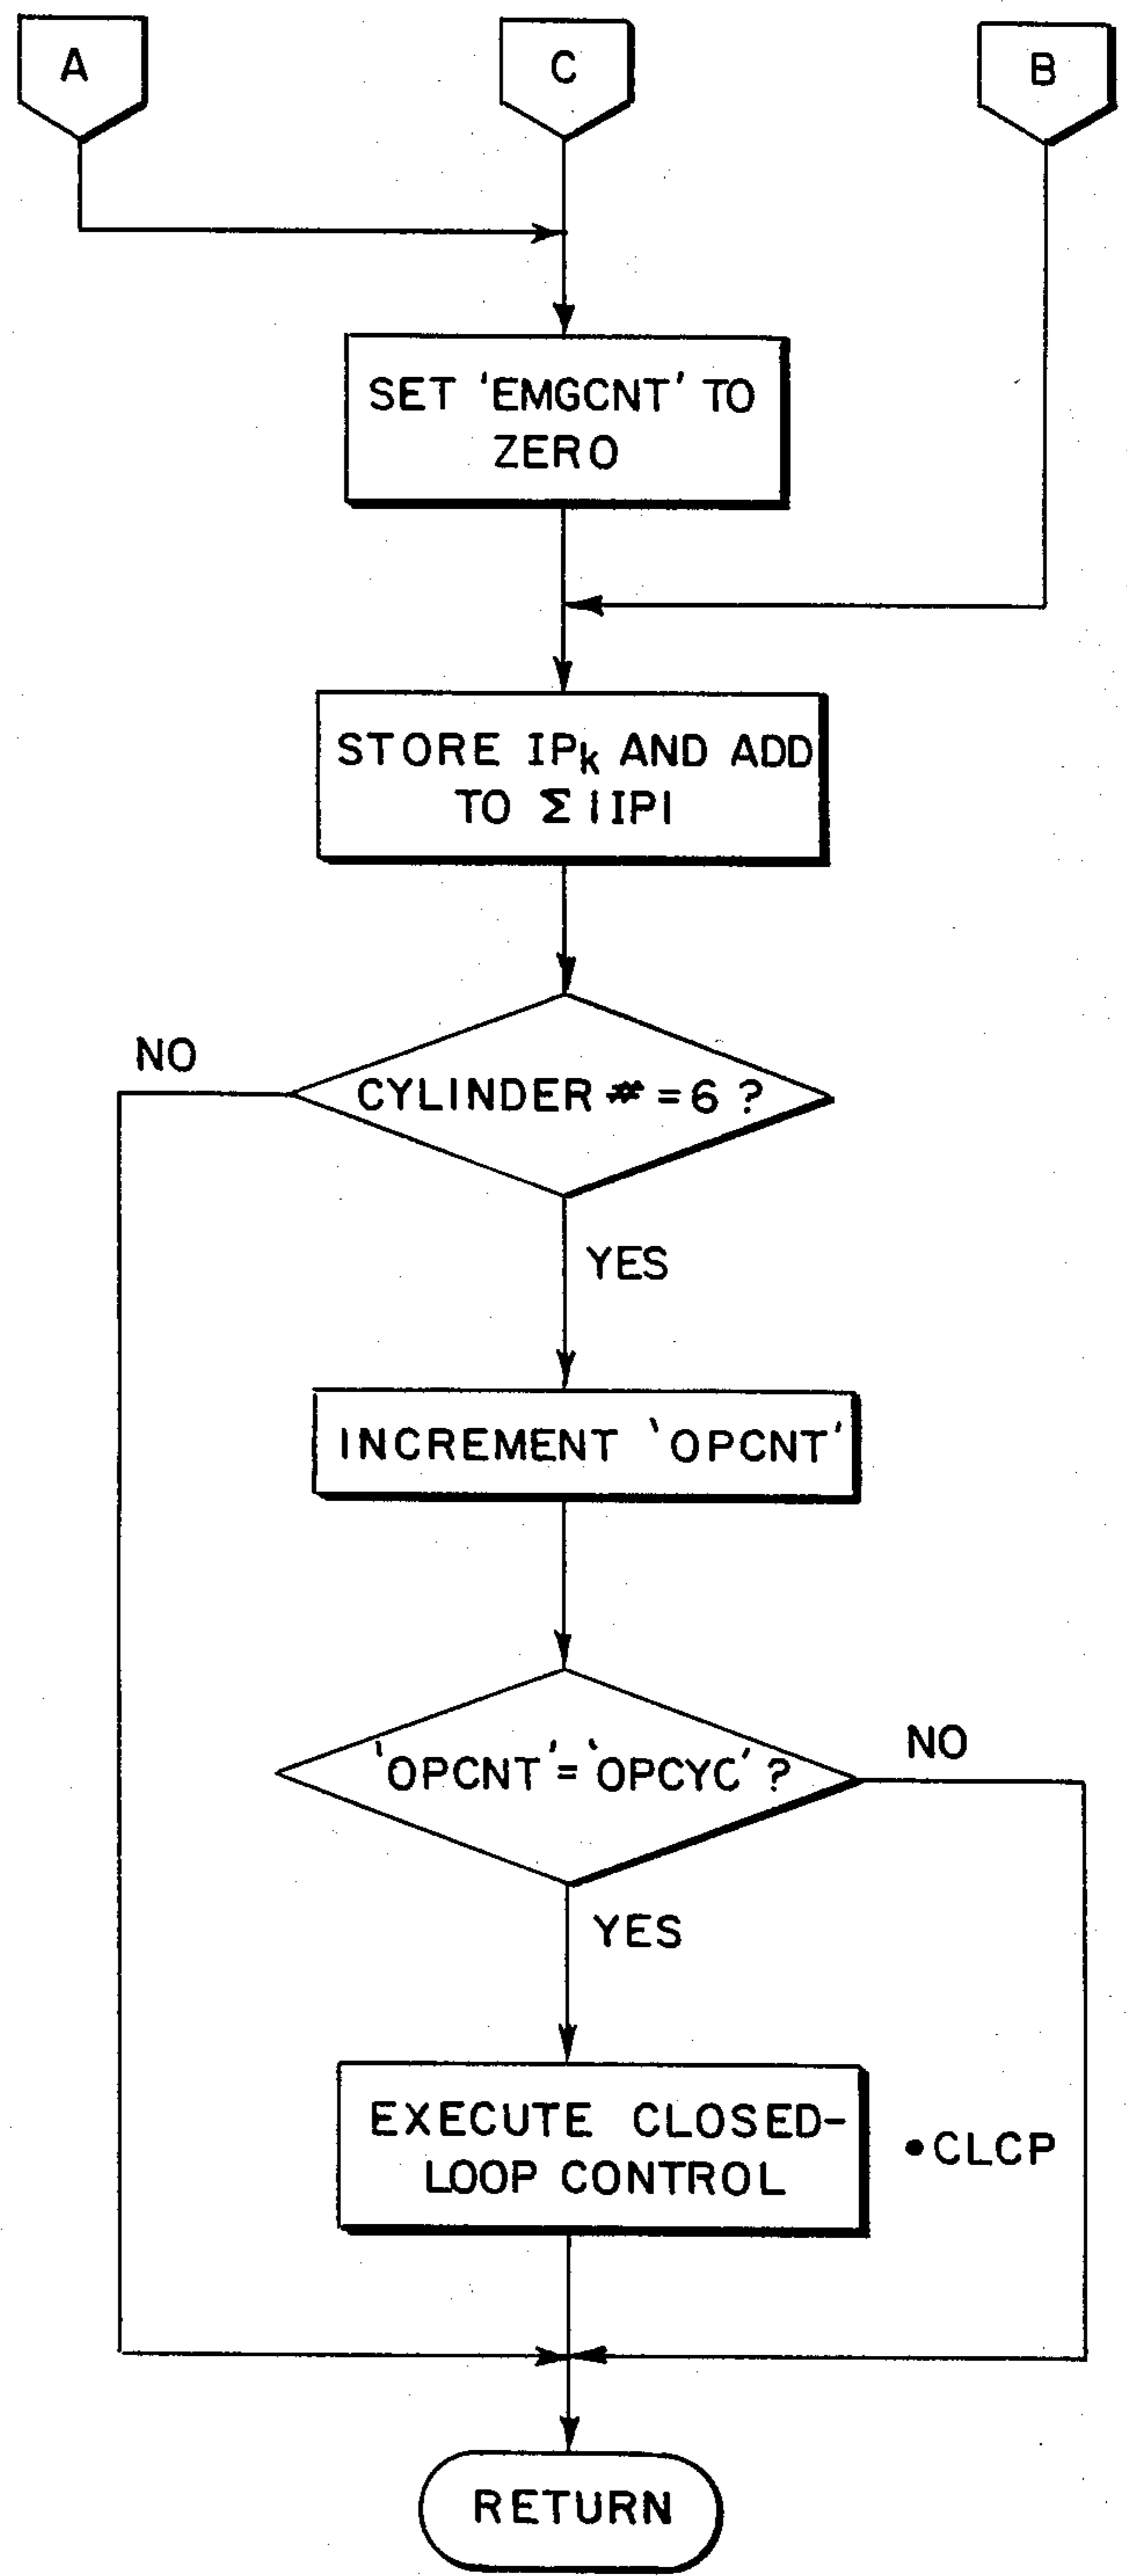 A
C
B
SET 'EMGCNT' TO
ZERO
STORE IPk AND ADD
TO Σ |IP|
NO
CYLINDER # = 6 ?
YES
INCREMENT 'OPCNT'
'OPCNT' = 'OPCYC' ?
NO
YES
EXECUTE CLOSED-
LOOP CONTROL
•CLCP
RETURN